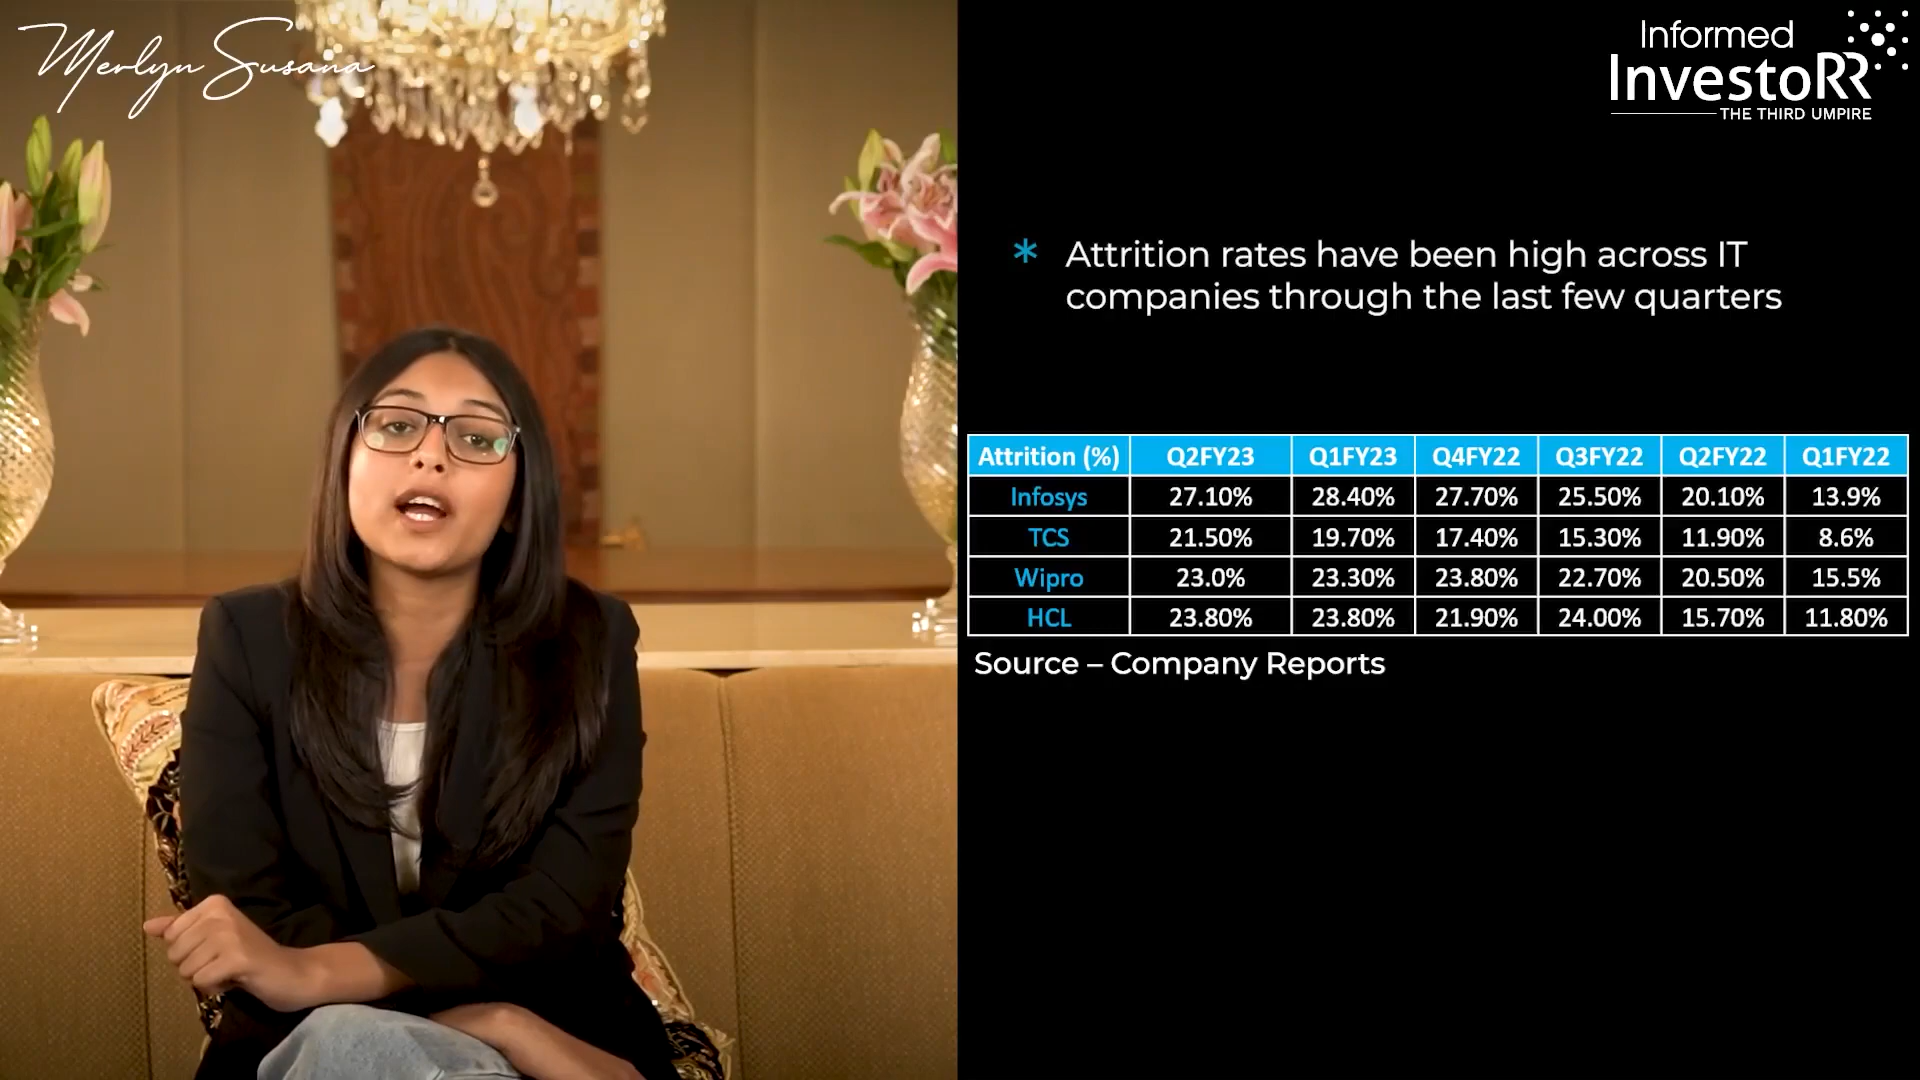 Merlyn Susana
Informed
InvestoRR
THE THIRD UMPIRE
* Attrition rates have been high across IT
companies through the last few quarters
Attrition (%) Q2FY23 Q1FY23 Q4FY22 Q3FY22 Q2FY22 Q1FY22
Infosys 27.10% 28.40% 27.70% 25.50% 20.10% 13.9%
TCS 21.50% 19.70% 17.40% 15.30% 11.90% 8.6%
Wipro 23.0% 23.30% 23.80% 22.70% 20.50% 15.5%
HCL 23.80% 23.80% 21.90% 24.00% 15.70% 11.80%
Source – Company Reports